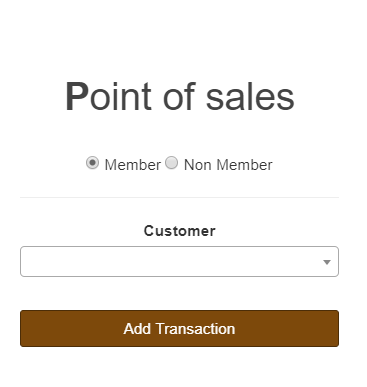 Point of sales
Member Non Member
Customer
Add Transaction